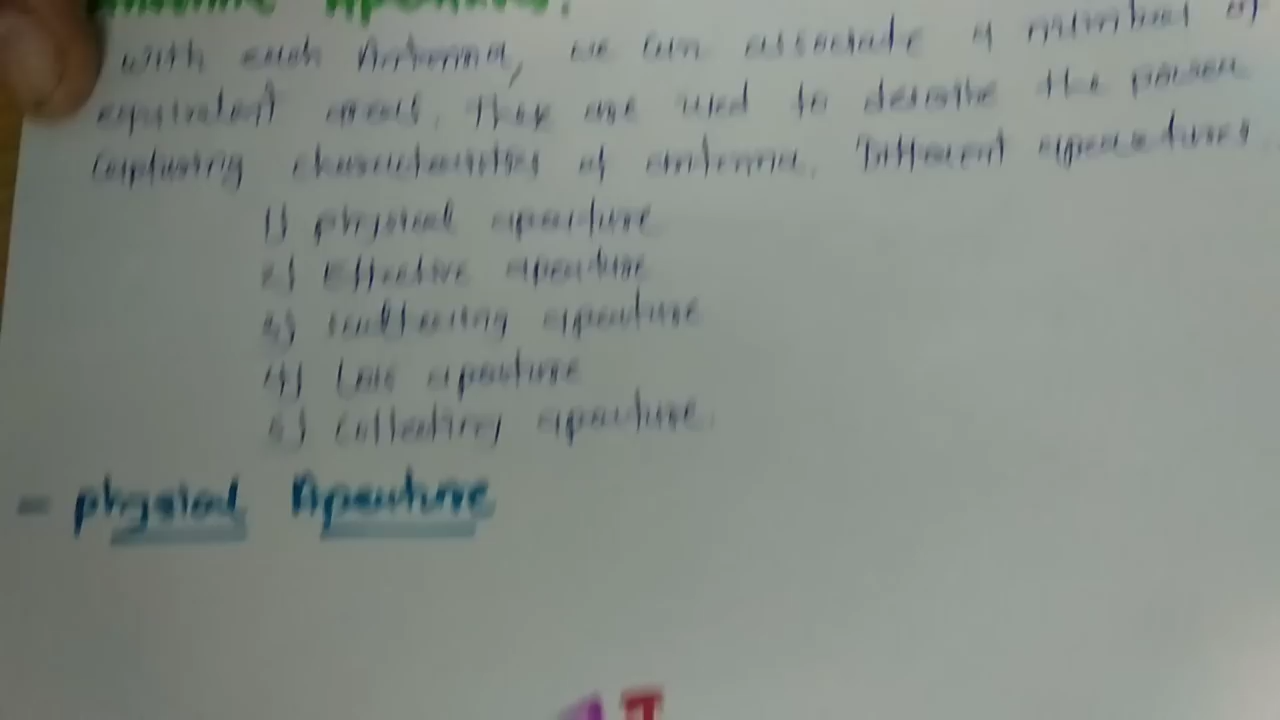 Antenna Apertures:
with each Antenna, we can associate a number of
equivalent areas. They are used to describe the power
capturing characteristics of antenna. Different apertures
1) physical aperture
2) Effective aperture
3) scattering aperture
4) Loss aperture
5) collecting aperture.
- physical Aperture